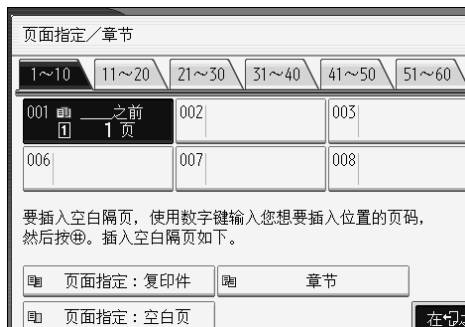 页面指定／章节
1～10 11～20 21～30 31～40 41～50 51～60
001 ＿＿之前 002 003
1 1 页
006 007 008
要插入空白隔页，使用数字键输入您想要插入位置的页码，
然后按⊕。插入空白隔页如下。
页面指定：复印件 章节
页面指定：空白页 在